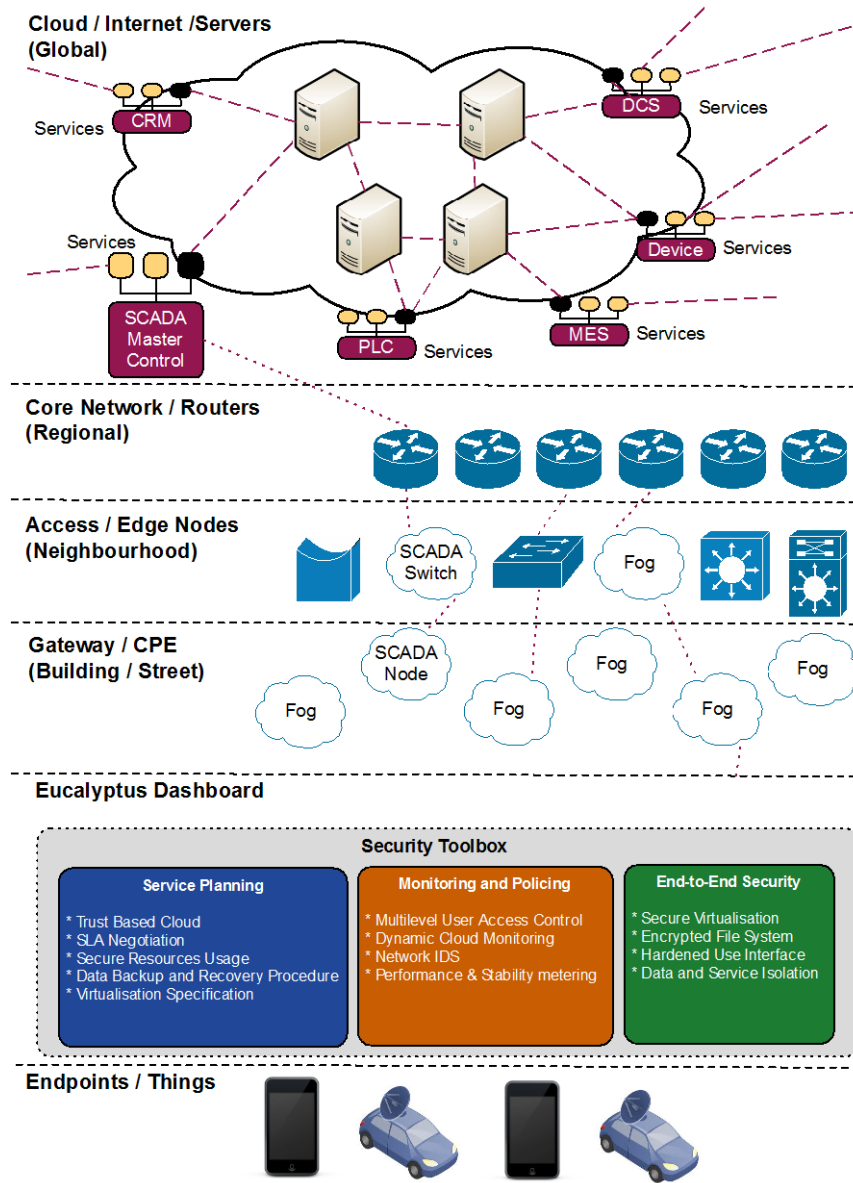 Cloud / Internet /Servers
(Global)
DCS
Services
CRM
Services
Services
Device
Services
SCADA
Master
Control
PLC
Services
MES
Services
Core Network / Routers
(Regional)
Access / Edge Nodes
(Neighbourhood)
SCADA
Switch
Fog
Gateway / CPE
(Building / Street)
SCADA
Node
Fog
Fog
Fog
Fog
Fog
Eucalyptus Dashboard
Security Toolbox
Service Planning
* Trust Based Cloud
* SLA Negotiation
* Secure Resources Usage
* Data Backup and Recovery Procedure
* Virtualisation Specification
Monitoring and Policing
* Multilevel User Access Control
* Dynamic Cloud Monitoring
* Network IDS
* Performance & Stability metering
End-to-End Security
* Secure Virtualisation
* Encrypted File System
* Hardened Use Interface
* Data and Service Isolation
Endpoints / Things